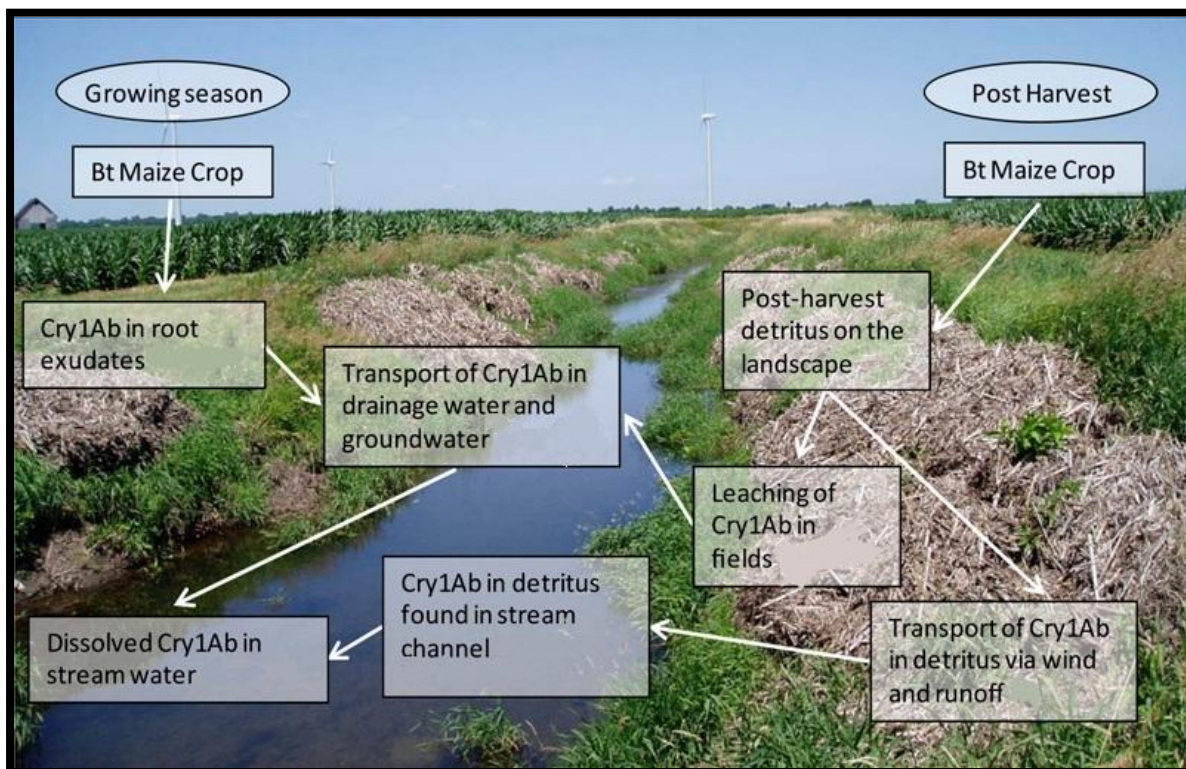 Growing season
Post Harvest
Bt Maize Crop
Bt Maize Crop
Cry1Ab in root
exudates
Transport of Cry1Ab in
drainage water and
groundwater
Post-harvest
detritus on the
landscape
Leaching of
Cry1Ab in
fields
Cry1Ab in detritus
found in stream
channel
Dissolved Cry1Ab in
stream water
Transport of Cry1Ab
in detritus via wind
and runoff